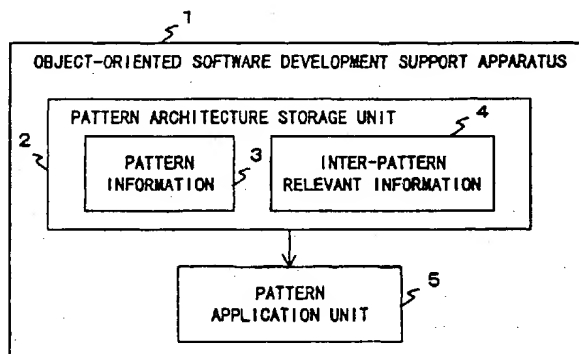 1
OBJECT-ORIENTED SOFTWARE DEVELOPMENT SUPPORT APPARATUS
4
PATTERN ARCHITECTURE STORAGE UNIT
2
PATTERN
INFORMATION
3
INTER-PATTERN
RELEVANT INFORMATION
5
PATTERN
APPLICATION UNIT